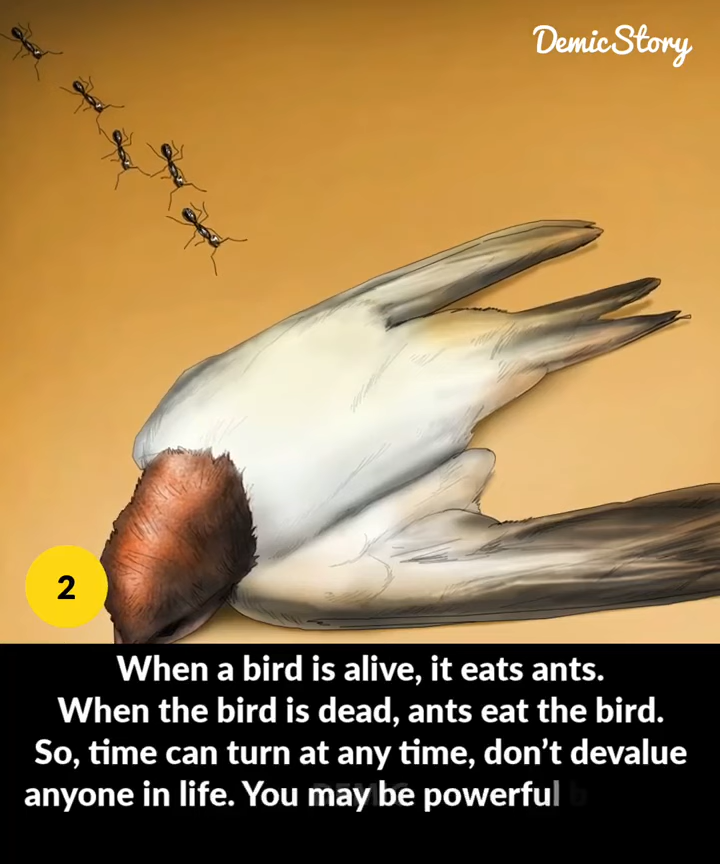 DemicStory
2
When a bird is alive, it eats ants.
When the bird is dead, ants eat the bird.
So, time can turn at any time, don’t devalue
anyone in life. You may be powerful